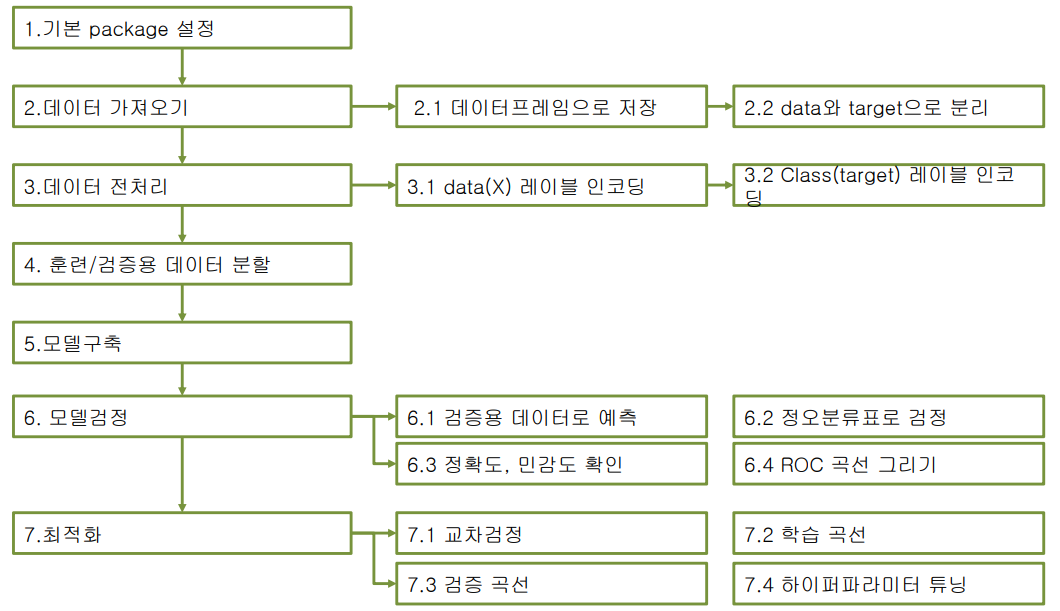 1.기본 package 설정
2.데이터 가져오기
2.1 데이터프레임으로 저장
2.2 data와 target으로 분리
3.데이터 전처리
3.1 data(X) 레이블 인코딩
3.2 Class(target) 레이블 인코
딩
4. 훈련/검증용 데이터 분할
5.모델구축
6. 모델검정
6.1 검증용 데이터로 예측
6.2 정오분류표로 검정
6.3 정확도, 민감도 확인
6.4 ROC 곡선 그리기
7.최적화
7.1 교차검정
7.2 학습 곡선
7.3 검증 곡선
7.4 하이퍼파라미터 튜닝